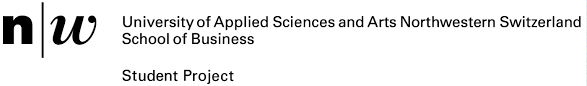 n|w
University of Applied Sciences and Arts Northwestern Switzerland
School of Business
Student Project